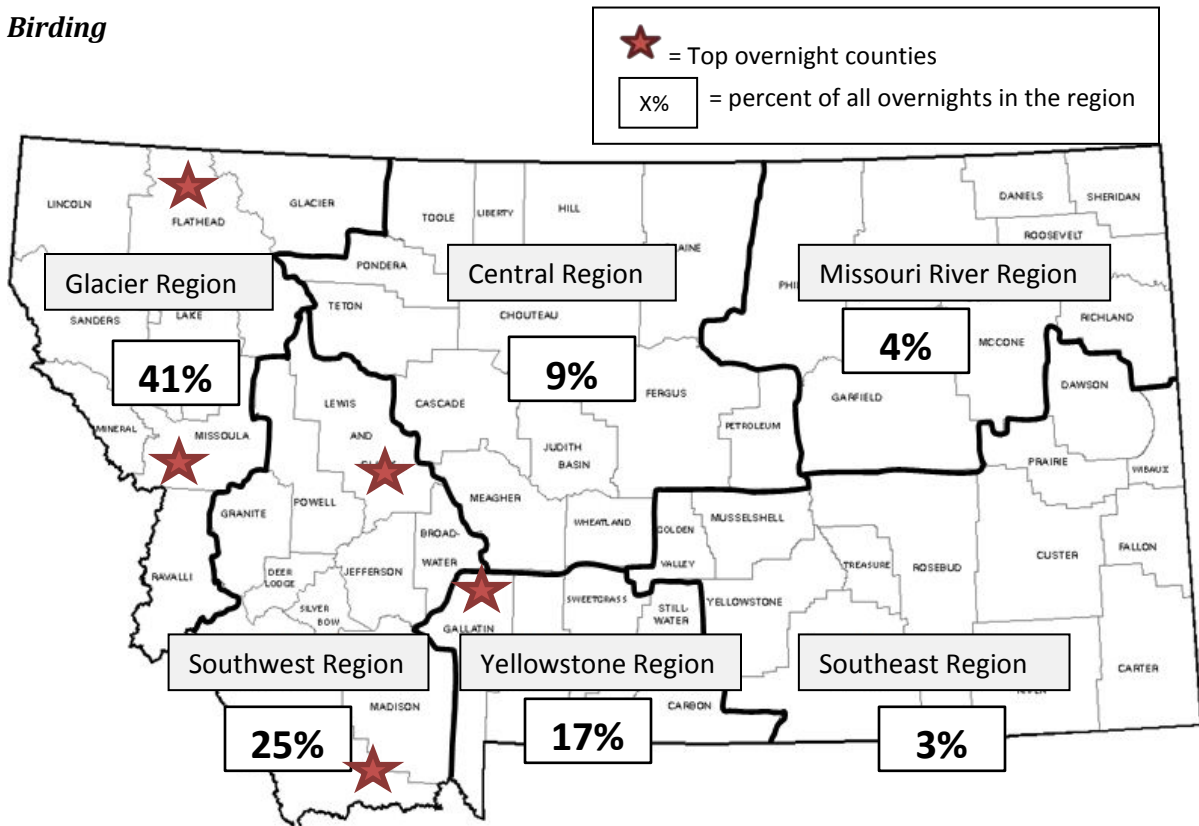 Birding
= Top overnight counties
X% = percent of all overnights in the region
LINCOLN
FLATHEAD
GLACIER
TOOLE
LIBERTY
HILL
DANIELS
SHERIDAN
ROOSEVELT
PONDERA
Glacier Region
Central Region
Missouri River Region
SANDERS
LAKE
TETON
CHOUTEAU
RICHLAND
41%
9%
4%
MCCONE
DAWSON
LEWIS
AND
CASCADE
FERGUS
GARFIELD
MINERAL
MISSOULA
JUDITH
BASIN
PETROLEUM
PRAIRIE
WIBAUX
GRANITE
POWELL
MEAGHER
WHEATLAND
GOLDEN
VALLEY
MUSSELSHELL
BROAD-
WATER
RAVALLI
DEER
LODGE
JEFFERSON
TREASURE
ROSEBUD
CUSTER
FALLON
SILVER
BOW
GALLATIN
SWEETGRASS
STILL-
WATER
YELLOWSTONE
Southwest Region
Yellowstone Region
Southeast Region
CARTER
MADISON
CARBON
25%
17%
3%